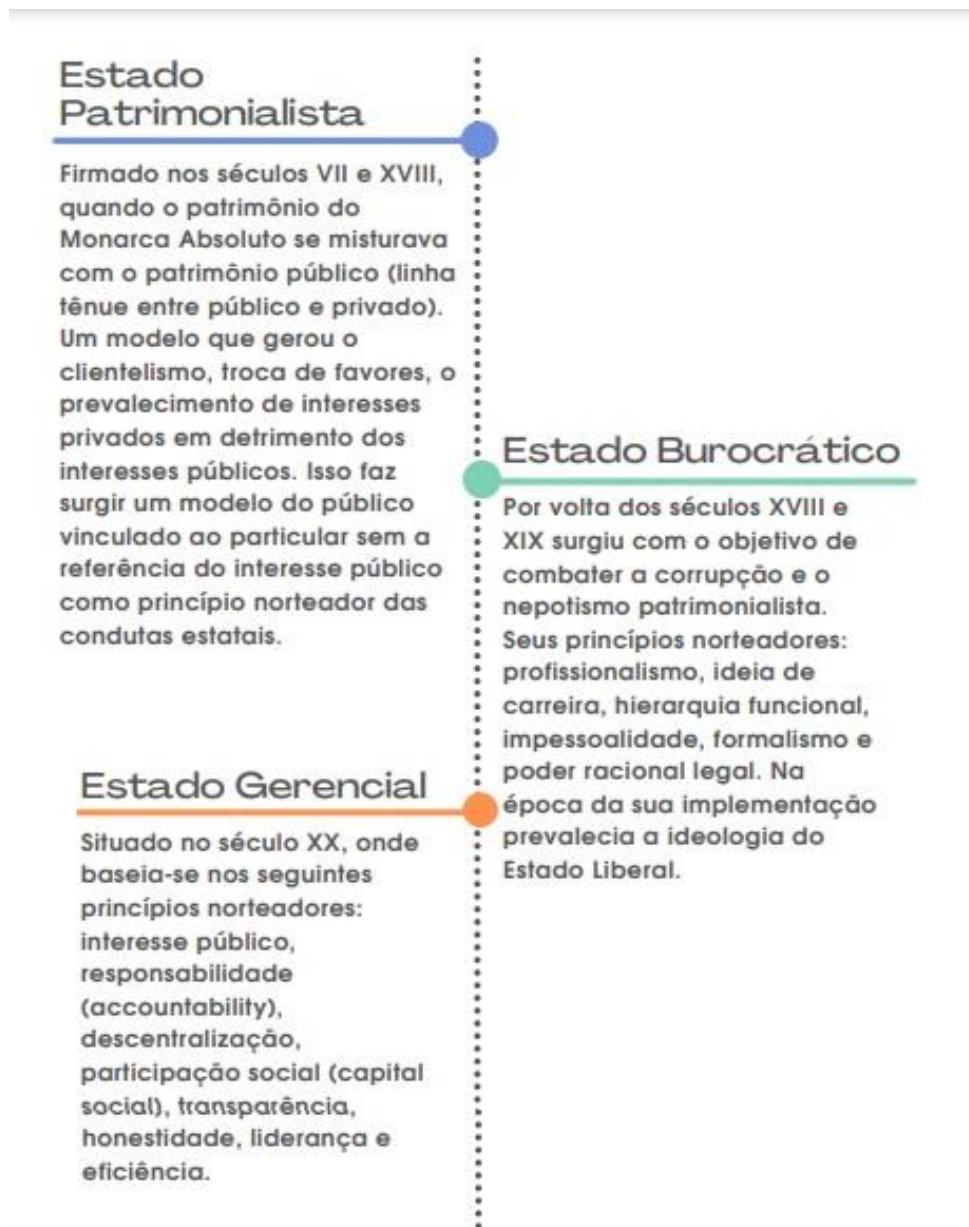 Estado
Patrimonialista
Firmado nos séculos VII e XVIII,
quando o patrimônio do
Monarca Absoluto se misturava
com o patrimônio público (linha
tênue entre público e privado).
Um modelo que gerou o
clientelismo, troca de favores, o
prevalecimento de interesses
privados em detrimento dos
interesses públicos. Isso faz
surgir um modelo do público
vinculado ao particular sem a
referência do interesse público
como princípio norteador das
condutas estatais.
Estado Burocrático
Por volta dos séculos XVIII e
XIX surgiu com o objetivo de
combater a corrupção e o
nepotismo patrimonialista.
Seus princípios norteadores:
profissionalismo, ideia de
carreira, hierarquia funcional,
impessoalidade, formalismo e
poder racional legal. Na
época da sua implementação
prevalecia a ideologia do
Estado Liberal.
Estado Gerencial
Situado no século XX, onde
baseia-se nos seguintes
princípios norteadores:
interesse público,
responsabilidade
(accountability),
descentralização,
participação social (capital
social), transparência,
honestidade, liderança e
eficiência.